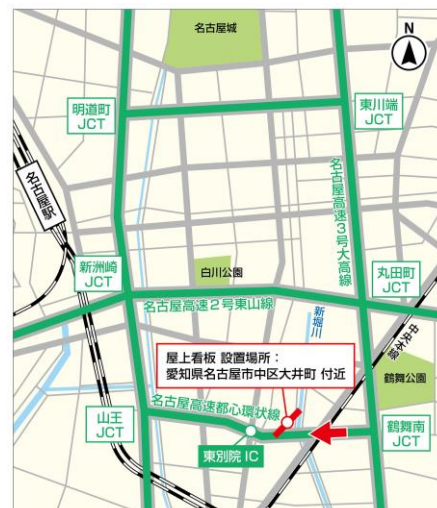 名古屋城
N
明道町
JCT
東川端
JCT
名古屋高速3号大高線
名古屋駅
新洲崎
JCT
白川公園
丸田町
JCT
名古屋高速2号東山線
新堀川
中央本線
屋上看板 設置場所:
愛知県名古屋市中区大井町 付近
鶴舞公園
名古屋高速都心環状線
山王
JCT
鶴舞南
JCT
東別院 IC